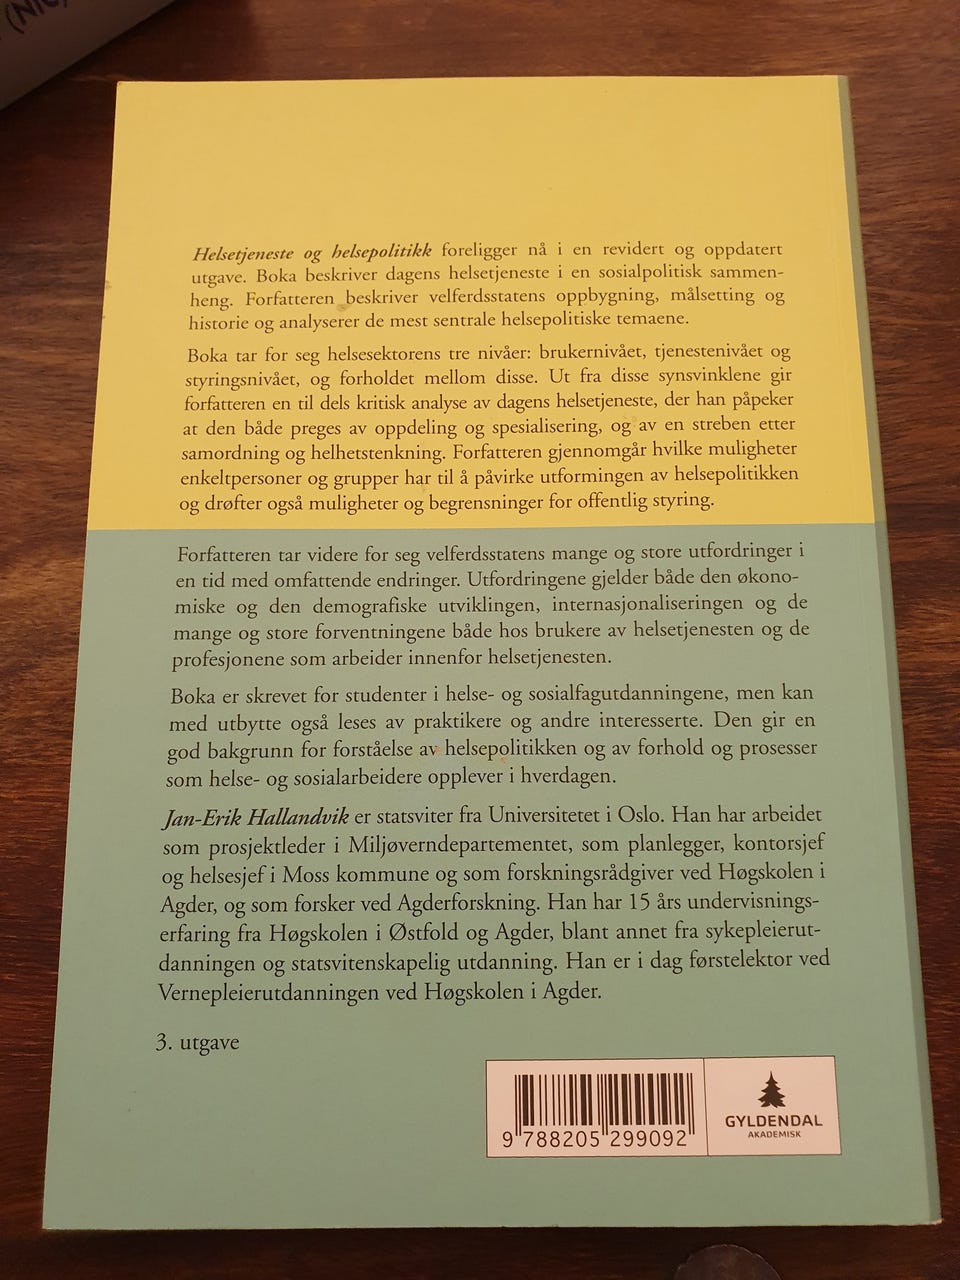 (NIC)
Helsetjeneste og helsepolitikk foreligger nå i en revidert og oppdatert
utgave. Boka beskriver dagens helsetjeneste i en sosialpolitisk sammen-
heng. Forfatteren beskriver velferdsstatens oppbygning, målsetting og
historie og analyserer de mest sentrale helsepolitiske temaene.
Boka tar for seg helsesektorens tre nivåer: brukernivået, tjenestenivået og
styringsnivået, og forholdet mellom disse. Ut fra disse synsvinklene gir
forfatteren en til dels kritisk analyse av dagens helsetjeneste, der han påpeker
at den både preges av oppdeling og spesialisering, og av en streben etter
samordning og helhetstenkning. Forfatteren gjennomgår hvilke muligheter
enkeltpersoner og grupper har til å påvirke utformingen av helsepolitikken
og drøfter også muligheter og begrensninger for offentlig styring.
Forfatteren tar videre for seg velferdsstatens mange og store utfordringer i
en tid med omfattende endringer. Utfordringene gjelder både den økono-
miske og den demografiske utviklingen, internasjonaliseringen og de
mange og store forventningene både hos brukere av helsetjenesten og de
profesjonene som arbeider innenfor helsetjenesten.
Boka er skrevet for studenter i helse- og sosialfagutdanningene, men kan
med utbytte også leses av praktikere og andre interesserte. Den gir en
god bakgrunn for forståelse av helsepolitikken og av forhold og prosesser
som helse- og sosialarbeidere opplever i hverdagen.
Jan-Erik Hallandvik er statsviter fra Universitetet i Oslo. Han har arbeidet
som prosjektleder i Miljøverndepartementet, som planlegger, kontorsjef
og helsesjef i Moss kommune og som forskningsrådgiver ved Høgskolen i
Agder, og som forsker ved Agderforskning. Han har 15 års undervisnings-
erfaring fra Høgskolen i Østfold og Agder, blant annet fra sykepleierut-
danningen og statsvitenskapelig utdanning. Han er i dag førstelektor ved
Vernepleierutdanningen ved Høgskolen i Agder.
3. utgave
9 788205 299092
GYLDENDAL
AKADEMISK